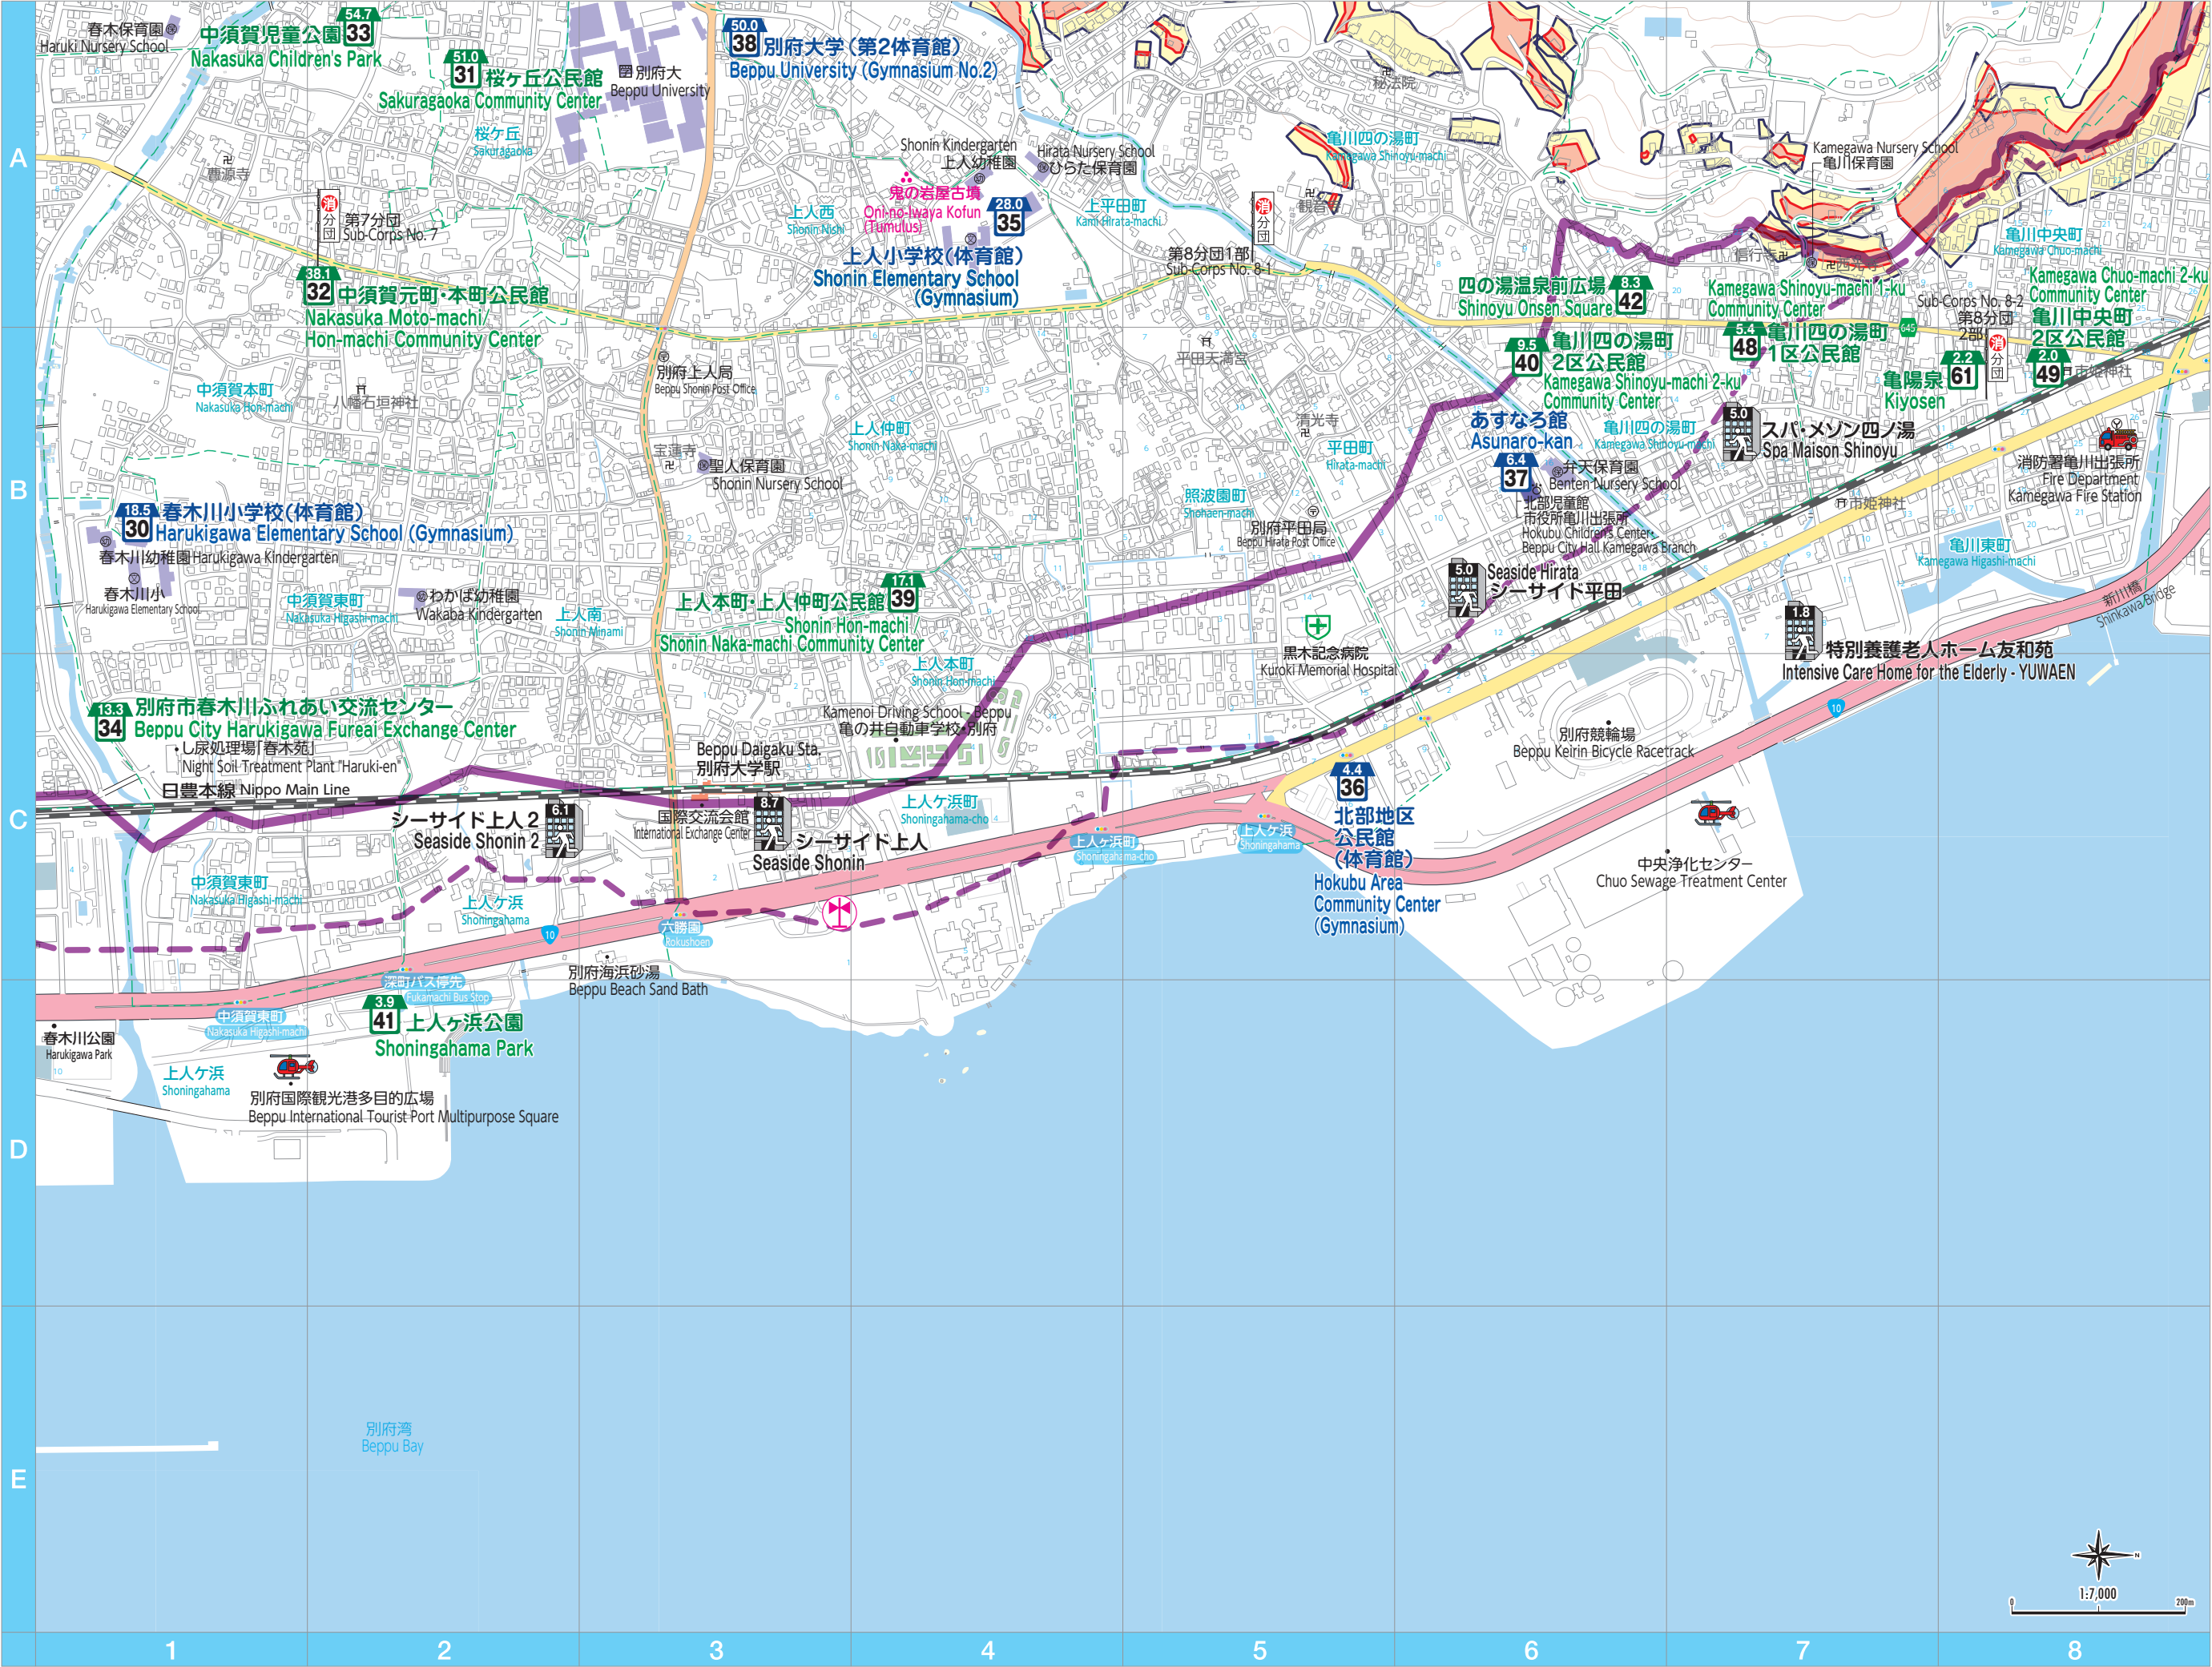 春木保育園
Haruki Nursery School
54.7
33
中須賀児童公園
Nakasuka Children's Park
51.0
31
桜ヶ丘公民館
Sakuragaoka Community Center
桜ケ丘
Sakuragaoka
別府大
Beppu University
50.0
38
別府大学（第2体育館）
Beppu University (Gymnasium No.2)
秘法院
A
曹源寺
消
分
団
第7分団
Sub-Corps No. 7
38.1
32
中須賀元町・本町公民館
Nakasuka Moto-machi/
Hon-machi Community Center
Shonin Kindergarten
上人幼稚園
Hirata Nursery School
ひらた保育園
鬼の岩屋古墳
Oni-no-Iwaya Kofun
(Tumulus)
上人西
Shonin Nishi
28.0
35
上人小学校（体育館）
Shonin Elementary School
(Gymnasium)
上平田町
Kami Hirata-machi
消
分
団
第8分団1部
Sub-Corps No. 8-1
亀川四の湯町
Kamegawa Shinoyu-machi
観音寺
Kamegawa Nursery School
亀川保育園
信行寺
西光寺
亀川中央町
Kamegawa Chuo-machi
四の湯温泉前広場
Shinoyu Onsen Square
8.3
42
Kamegawa Shinoyu-machi 1-ku
Community Center
5.4
48
亀川四の湯町
1区公民館
645
Sub-Corps No. 8-2
第8分団
2部
消
分
団
Kamegawa Chuo-machi 2-ku
Community Center
亀川中央町
2区公民館
2.0
49
市姫神社
2.2
61
亀陽泉
Kiyosen
9.5
40
亀川四の湯町
2区公民館
Kamegawa Shinoyu-machi 2-ku
Community Center
平田天満宮
別府上人局
Beppu Shonin Post Office
中須賀本町
Nakasuka Hon-machi
八幡石垣神社
上人仲町
Shonin Naka-machi
清光寺
平田町
Hirata-machi
あすなろ館
Asunaro-kan
6.4
37
亀川四の湯町
Kamegawa Shinoyu-machi
5.0
スパ・メゾン四ノ湯
Spa Maison Shinoyu
消防署亀川出張所
Fire Department
Kamegawa Fire Station
B
宝蓮寺
聖人保育園
Shonin Nursery School
弁天保育園
Benten Nursery School
北部児童館
市役所亀川出張所
Hokubu Children's Center
Beppu City Hall Kamegawa Branch
市姫神社
照波園町
Shohaen-machi
別府平田局
Beppu Hirata Post Office
18.5
30
春木川小学校（体育館）
Harukigawa Elementary School (Gymnasium)
春木川幼稚園 Harukigawa Kindergarten
春木川小
Harukigawa Elementary School
中須賀東町
Nakasuka Higashi-machi
わかば幼稚園
Wakaba Kindergarten
上人南
Shonin Minami
17.1
39
上人本町・上人仲町公民館
Shonin Hon-machi /
Shonin Naka-machi Community Center
亀川東町
Kamegawa Higashi-machi
新川橋
Shinkawa Bridge
5.0
Seaside Hirata
シーサイド平田
1.8
特別養護老人ホーム友和苑
Intensive Care Home for the Elderly - YUWAEN
黒木記念病院
Kuroki Memorial Hospital
上人本町
Shonin Hon-machi
13.3
34
別府市春木川ふれあい交流センター
Beppu City Harukigawa Fureai Exchange Center
し尿処理場「春木苑」
Night Soil Treatment Plant "Haruki-en"
日豊本線 Nippo Main Line
Kamenoi Driving School - Beppu
亀の井自動車学校・別府
Beppu Daigaku Sta.
別府大学駅
10
別府競輪場
Beppu Keirin Bicycle Racetrack
C
シーサイド上人2
Seaside Shonin 2
6.1
国際交流会館
International Exchange Center
8.7
シーサイド上人
Seaside Shonin
上人ケ浜町
Shoningahama-cho
上人ケ浜町
Shoningahama-cho
上人ケ浜
Shoningahama
4.4
36
北部地区
公民館
（体育館）
Hokubu Area
Community Center
(Gymnasium)
中央浄化センター
Chuo Sewage Treatment Center
中須賀東町
Nakasuka Higashi-machi
上人ケ浜
Shoningahama
10
六勝園
Rokushoen
別府海浜砂湯
Beppu Beach Sand Bath
深町バス停先
Fukamachi Bus Stop
中須賀東町
Nakasuka Higashi-machi
3.9
41
上人ヶ浜公園
Shoningahama Park
春木川公園
Harukigawa Park
上人ケ浜
Shoningahama
別府国際観光港多目的広場
Beppu International Tourist Port Multipurpose Square
D
別府湾
Beppu Bay
E
N
1:7,000
0 200m
1 2 3 4 5 6 7 8